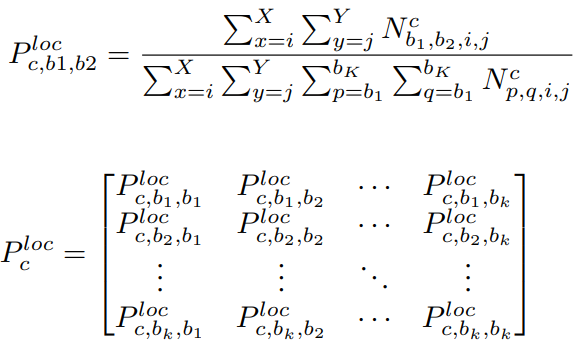 P^{loc}_{c,b1,b2} = \frac{\sum_{x=i}^{X} \sum_{y=j}^{Y} N^{c}_{b_1,b_2,i,j}}{\sum_{x=i}^{X} \sum_{y=j}^{Y} \sum_{p=b_1}^{b_K} \sum_{q=b_1}^{b_K} N^{c}_{p,q,i,j}}
P^{loc}_{c} = \begin{bmatrix} P^{loc}_{c,b_1,b_1} & P^{loc}_{c,b_1,b_2} & \cdots & P^{loc}_{c,b_1,b_k} \\ P^{loc}_{c,b_2,b_1} & P^{loc}_{c,b_2,b_2} & \cdots & P^{loc}_{c,b_2,b_k} \\ \vdots & \vdots & \ddots & \vdots \\ P^{loc}_{c,b_k,b_1} & P^{loc}_{c,b_k,b_2} & \cdots & P^{loc}_{c,b_k,b_k} \end{bmatrix}